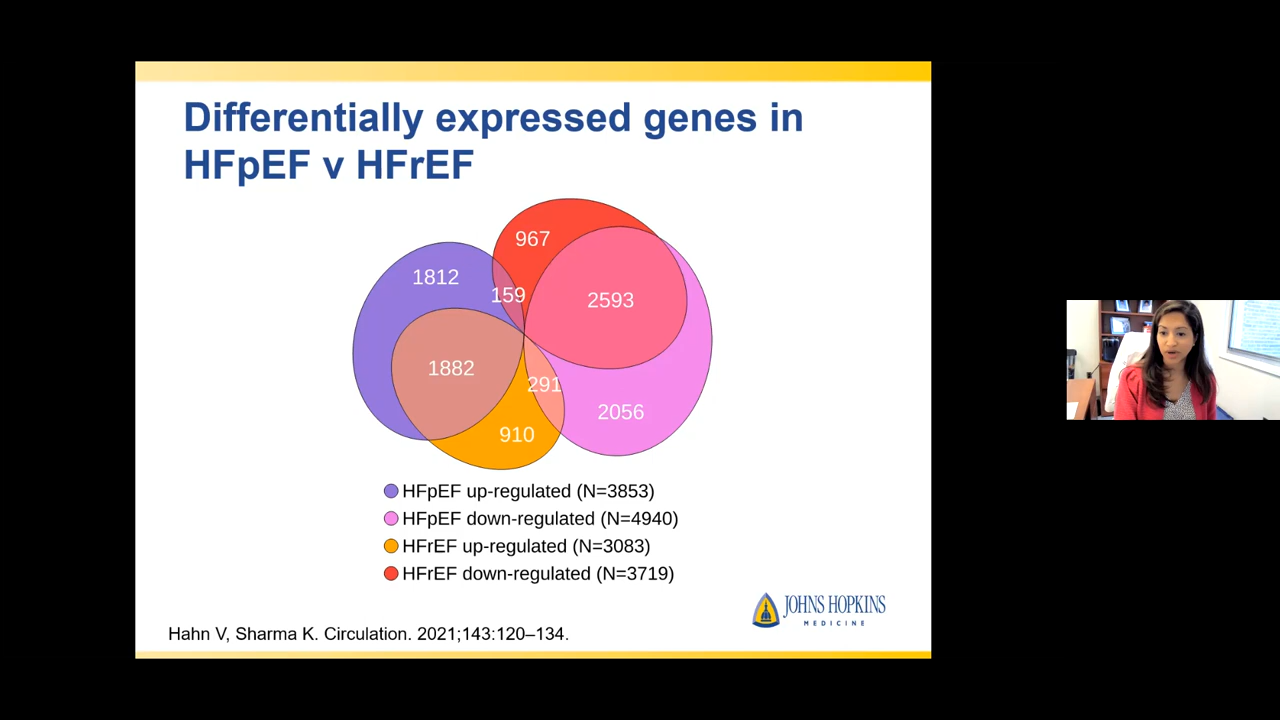 Differentially expressed genes in
HFpEF v HFrEF
967
1812
159
2593
1882
291
2056
910
HFpEF up-regulated (N=3853)
HFpEF down-regulated (N=4940)
HFrEF up-regulated (N=3083)
HFrEF down-regulated (N=3719)
JOHNS HOPKINS
MEDICINE
Hahn V, Sharma K. Circulation. 2021;143:120–134.